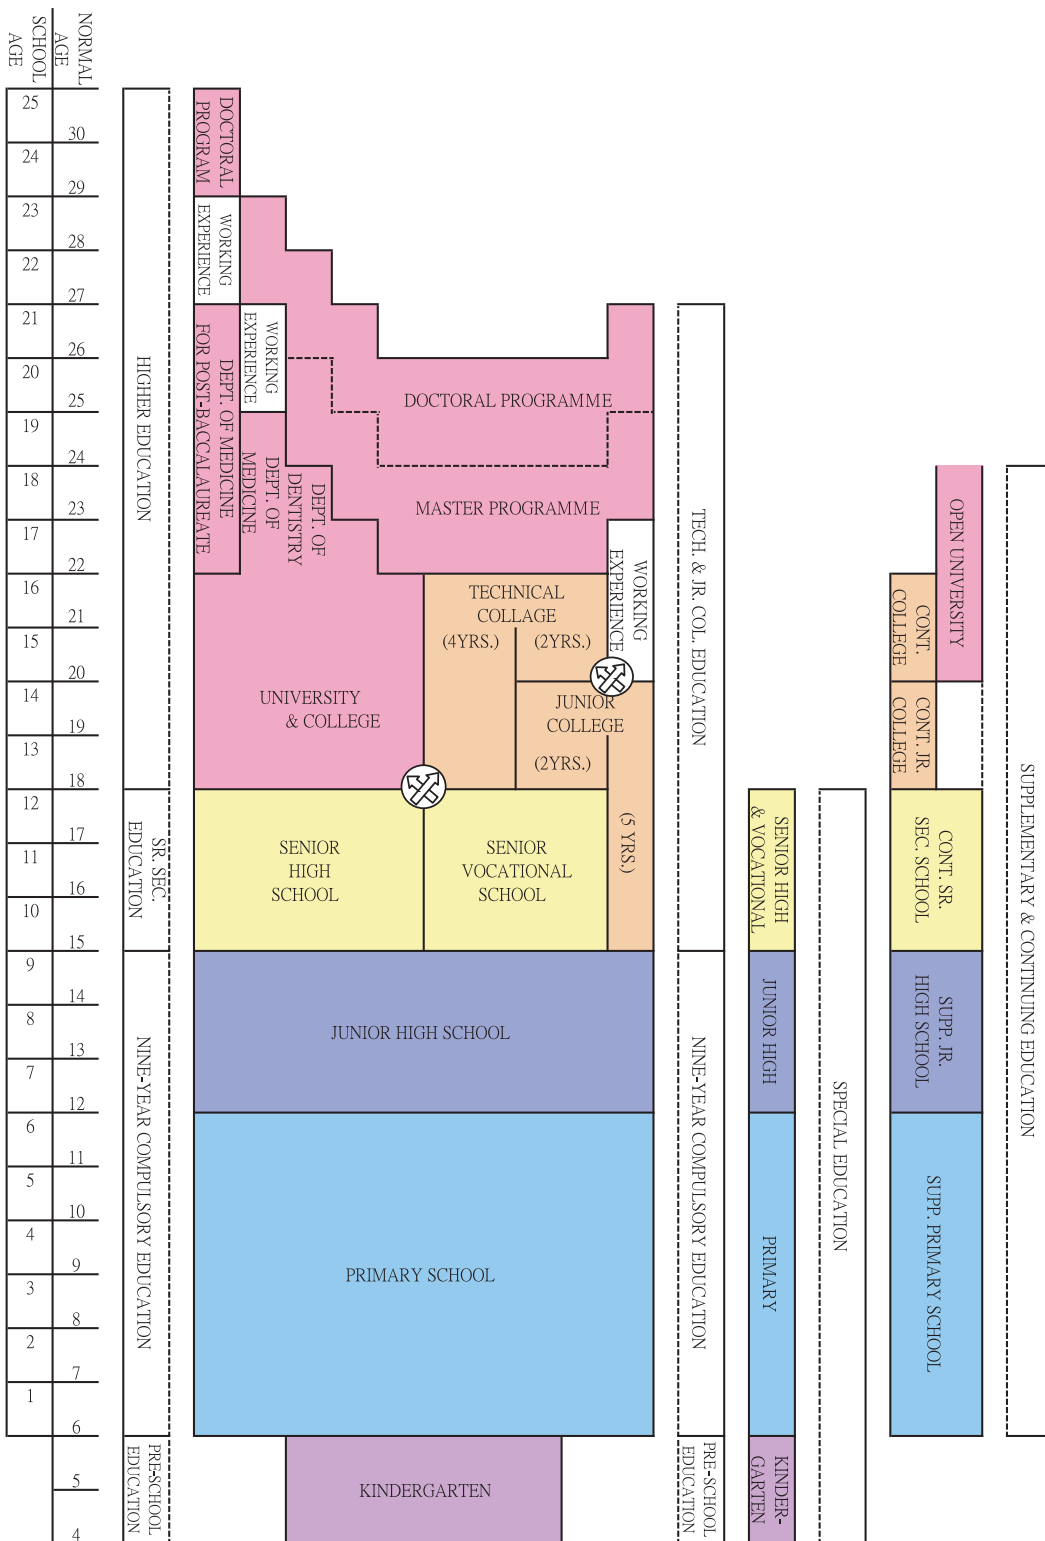 SCHOOL
AGE
NORMAL
AGE
25
24
23
22
21
20
19
18
17
16
15
14
13
12
11
10
9
8
7
6
5
4
3
2
1
30
29
28
27
26
25
24
23
22
21
20
19
18
17
16
15
14
13
12
11
10
9
8
7
6
5
4
HIGHER EDUCATION
SR. SEC.
EDUCATION
NINE-YEAR COMPULSORY EDUCATION
PRE-SCHOOL
EDUCATION
DOCTORAL
PROGRAM
WORKING
EXPERIENCE
DEPT. OF MEDICINE
FOR POST-BACCALAUREATE
WORKING
EXPERIENCE
DEPT. OF
MEDICINE
DEPT. OF
DENTISTRY
DOCTORAL PROGRAMME
MASTER PROGRAMME
WORKING
EXPERIENCE
TECHNICAL
COLLAGE
(4YRS.)
(2YRS.)
UNIVERSITY
& COLLEGE
JUNIOR
COLLEGE
(2YRS.)
(5 YRS.)
SENIOR
HIGH
SCHOOL
SENIOR
VOCATIONAL
SCHOOL
JUNIOR HIGH SCHOOL
PRIMARY SCHOOL
KINDERGARTEN
TECH. & JR. COL. EDUCATION
NINE-YEAR COMPULSORY EDUCATION
PRE-SCHOOL
EDUCATION
SENIOR HIGH
& VOCATIONAL
JUNIOR HIGH
PRIMARY
KINDER-
GARTEN
SPECIAL EDUCATION
OPEN UNIVERSITY
CONT.
COLLEGE
CONT. JR.
COLLEGE
CONT. SR.
SEC. SCHOOL
SUPP. JR.
HIGH SCHOOL
SUPP. PRIMARY SCHOOL
SUPPLEMENTARY & CONTINUING EDUCATION